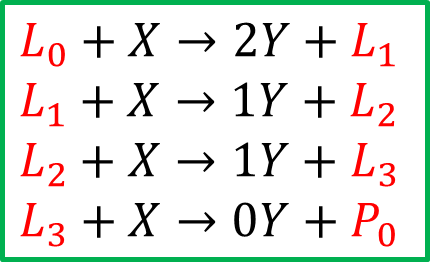 L₀ + X → 2Y + L₁
L₁ + X → 1Y + L₂
L₂ + X → 1Y + L₃
L₃ + X → 0Y + P₀